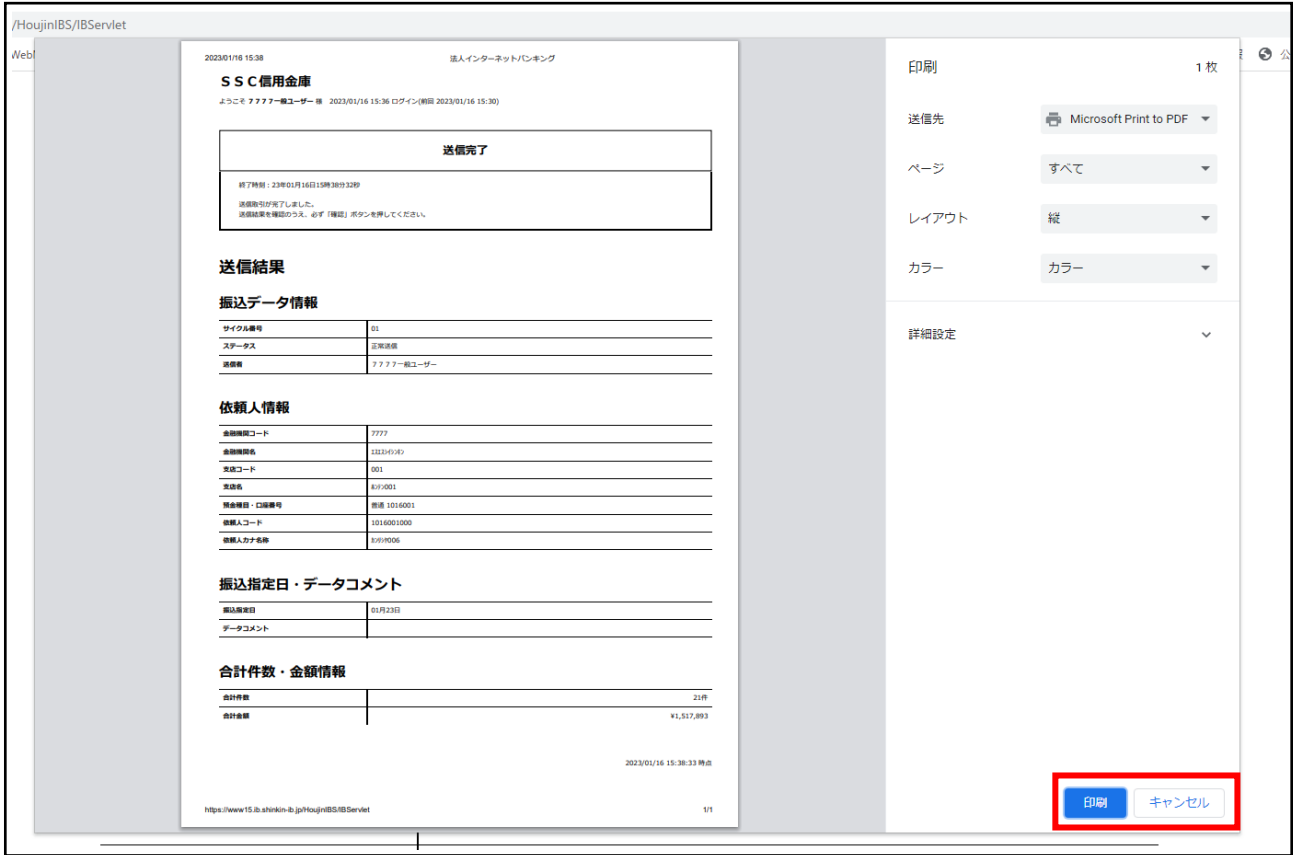 /HoujinIBS/IBServlet
2023/01/16 15:38 法人インターネットバンキング
SSC信用金庫
ようこそ 7777一般ユーザー 様 2023/01/16 15:36 ログイン(前回 2023/01/16 15:30)
送信完了
終了時刻:23年01月16日15時38分32秒
送信取引が完了しました。
送信結果を確認のうえ、必ず「確認」ボタンを押してください。
送信結果
振込データ情報
サイクル番号 01
ステータス 正常送信
送信者 7777一般ユーザー
依頼人情報
金融機関コード 7777
金融機関名
支店コード 001
支店名 ﾎﾝﾃﾝ001
預金種目・口座番号 普通 1016001
依頼人コード 1016001000
依頼人カナ名称
振込指定日・データコメント
振込指定日 01月23日
データコメント
合計件数・金額情報
合計件数 21件
合計金額 ¥1,517,893
2023/01/16 15:38:33 時点
https://www15.ib.shinkin-ib.jp/HoujinIBS/IBServlet 1/1
印刷 1 枚
送信先 Microsoft Print to PDF
ページ すべて
レイアウト 縦
カラー カラー
詳細設定
印刷 キャンセル